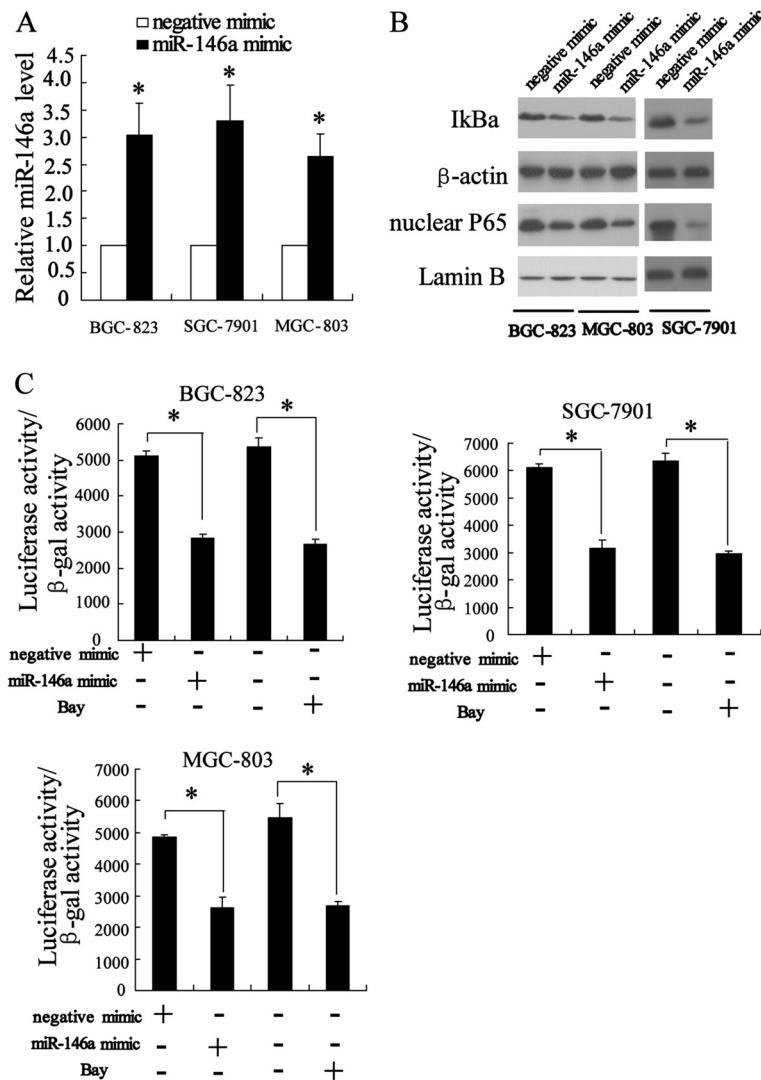 A
negative mimic
miR-146a mimic
Relative miR-146a level
4.5
4.0
3.5
3.0
2.5
2.0
1.5
1.0
0.5
0
* * *
BGC-823 SGC-7901 MGC-803
B
negative mimic miR-146a mimic negative mimic miR-146a mimic negative mimic miR-146a mimic
IkBa
β-actin
nuclear P65
Lamin B
BGC-823 MGC-803 SGC-7901
C
BGC-823
Luciferase activity/
β-gal activity
6000
5000
4000
3000
2000
1000
0
* *
negative mimic + - - -
miR-146a mimic - + - -
Bay - - - +
SGC-7901
Luciferase activity/
β-gal activity
7000
6000
5000
4000
3000
2000
1000
0
* *
negative mimic + - - -
miR-146a mimic - + - -
Bay - - - +
MGC-803
Luciferase activity/
β-gal activity
7000
6000
5000
4000
3000
2000
1000
0
* *
negative mimic + - - -
miR-146a mimic - + - -
Bay - - - +